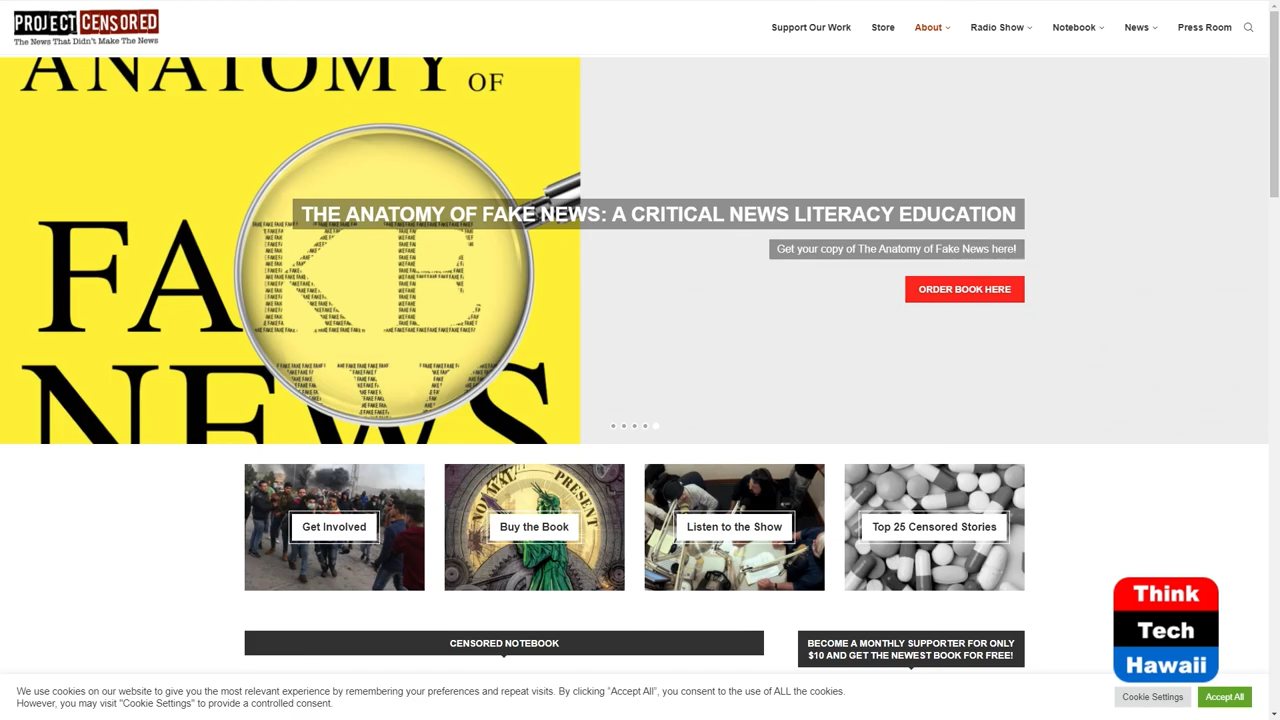 PROJECT CENSORED
The News That Didn't Make The News
Support Our Work Store About Radio Show Notebook News Press Room
ANATOMY OF
FAKE
NEWS
THE ANATOMY OF FAKE NEWS: A CRITICAL NEWS LITERACY EDUCATION
Get your copy of The Anatomy of Fake News here!
ORDER BOOK HERE
Get Involved
NORMAL PRESENT
Buy the Book
Listen to the Show
Top 25 Censored Stories
CENSORED NOTEBOOK
BECOME A MONTHLY SUPPORTER FOR ONLY
$10 AND GET THE NEWEST BOOK FOR FREE!
Think
Tech
Hawaii
We use cookies on our website to give you the most relevant experience by remembering your preferences and repeat visits. By clicking "Accept All", you consent to the use of ALL the cookies.
However, you may visit "Cookie Settings" to provide a controlled consent.
Cookie Settings
Accept All